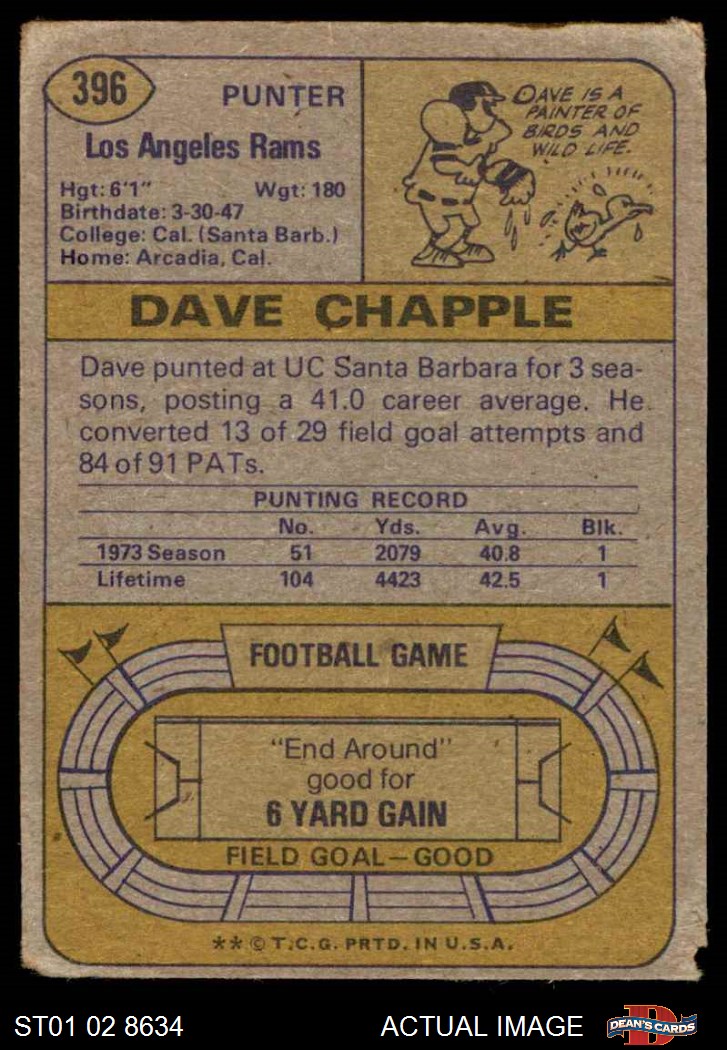 396
PUNTER
Los Angeles Rams
Hgt: 6'1" Wgt: 180
Birthdate: 3-30-47
College: Cal. (Santa Barb.)
Home: Arcadia, Cal.
DAVE IS A
PAINTER OF
BIRDS AND
WILD LIFE.
DAVE CHAPPLE
Dave punted at UC Santa Barbara for 3 sea-
sons, posting a 41.0 career average. He
converted 13 of 29 field goal attempts and
84 of 91 PATs.
PUNTING RECORD
No. Yds. Avg. Blk.
1973 Season 51 2079 40.8 1
Lifetime 104 4423 42.5 1
FOOTBALL GAME
"End Around"
good for
6 YARD GAIN
FIELD GOAL—GOOD
** © T.C.G. PRTD. IN U.S.A.
ST01 02 8634 ACTUAL IMAGE
D
DEAN'S CARDS